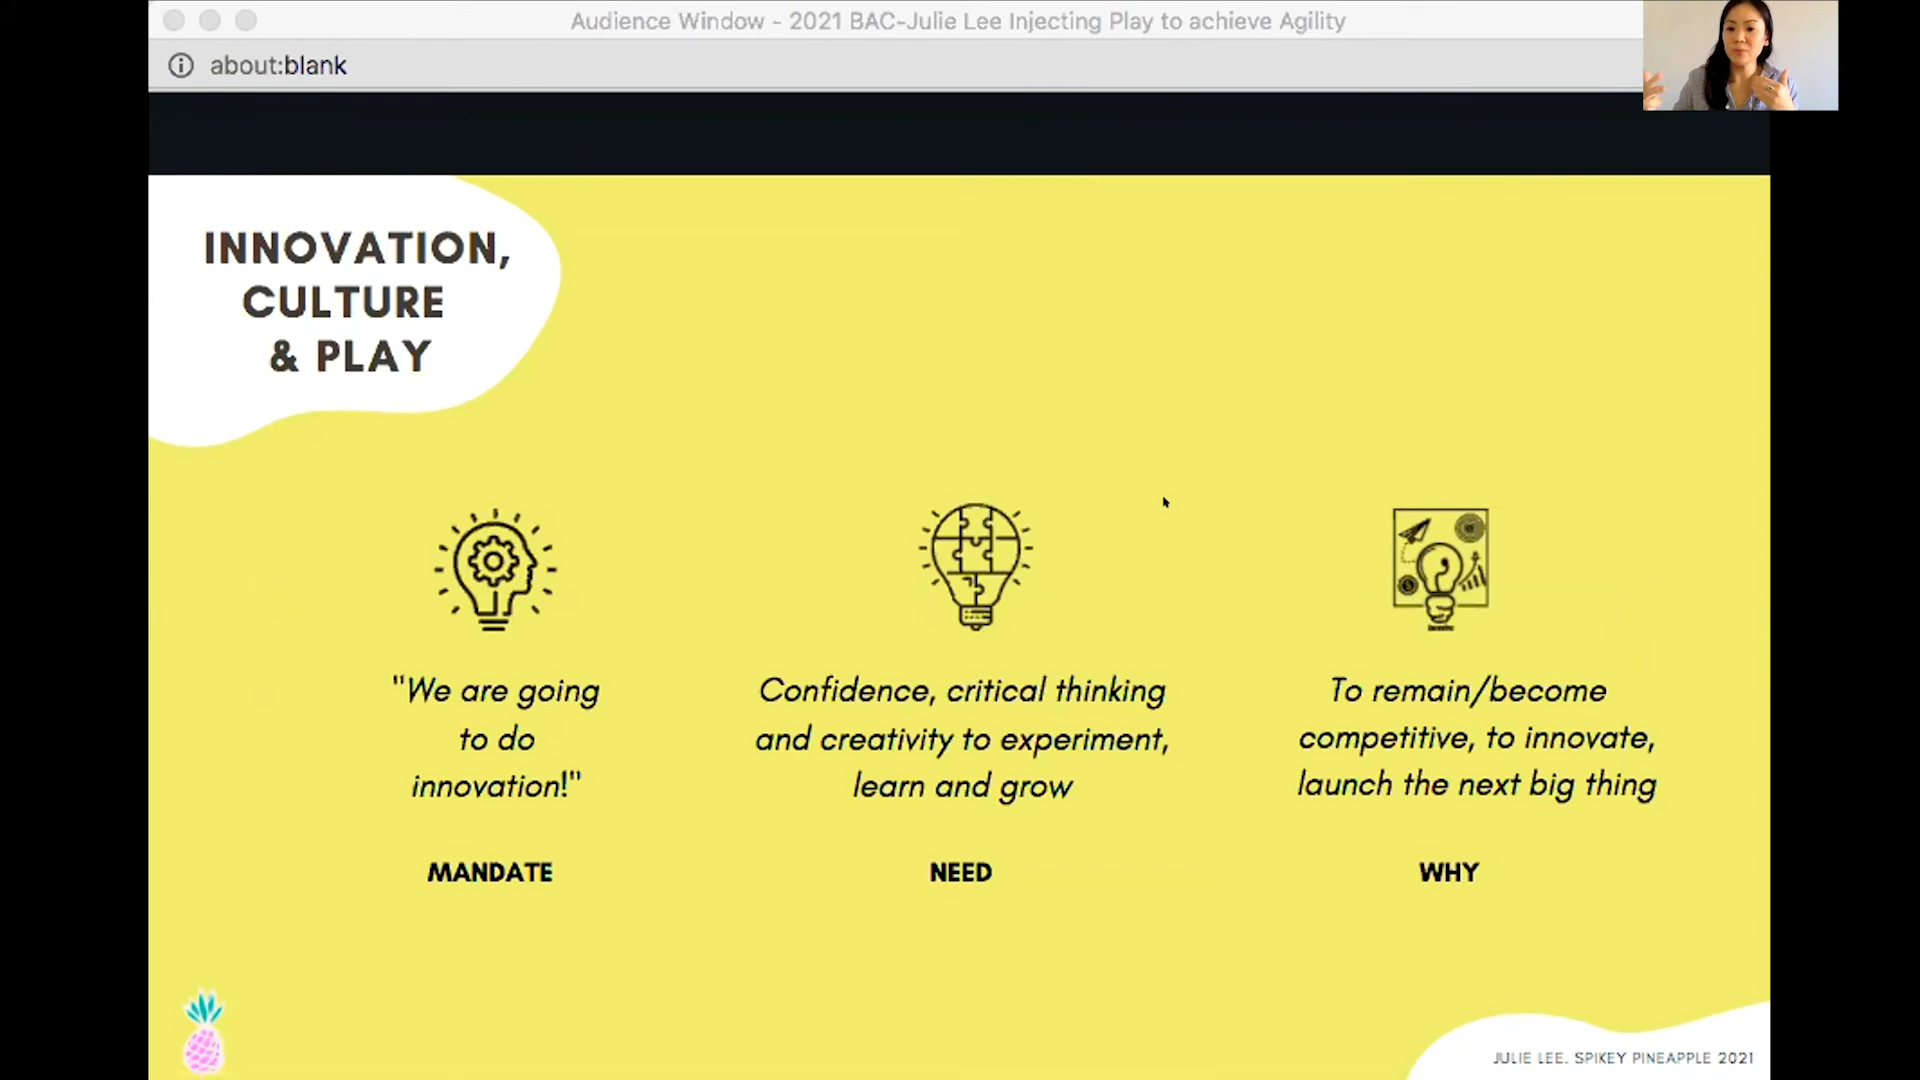 Audience Window - 2021 BAC-Julie Lee Injecting Play to achieve Agility
about:blank
INNOVATION,
CULTURE
& PLAY
"We are going
to do
innovation!"
MANDATE
Confidence, critical thinking
and creativity to experiment,
learn and grow
NEED
To remain/become
competitive, to innovate,
launch the next big thing
WHY
JULIE LEE. SPIKEY PINEAPPLE 2021